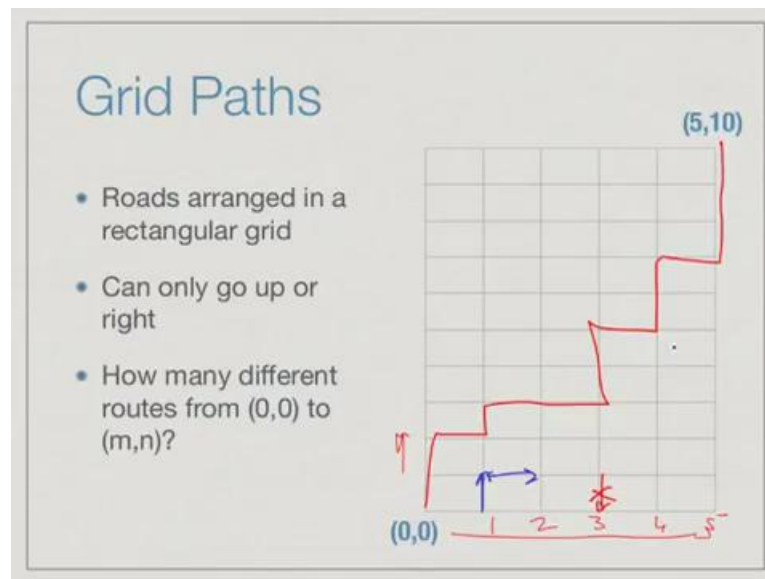 Grid Paths
(5,10)
• Roads arranged in a
rectangular grid
• Can only go up or
right
• How many different
routes from (0,0) to
(m,n)?
(0,0)
1 2 3 4 5